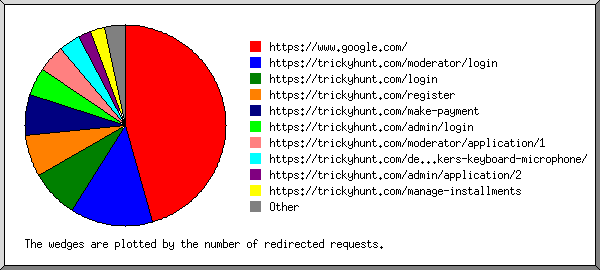 https://www.google.com/
https://trickyhunt.com/moderator/login
https://trickyhunt.com/login
https://trickyhunt.com/register
https://trickyhunt.com/make-payment
https://trickyhunt.com/admin/login
https://trickyhunt.com/moderator/application/1
https://trickyhunt.com/de...kers-keyboard-microphone/
https://trickyhunt.com/admin/application/2
https://trickyhunt.com/manage-installments
Other
The wedges are plotted by the number of redirected requests.